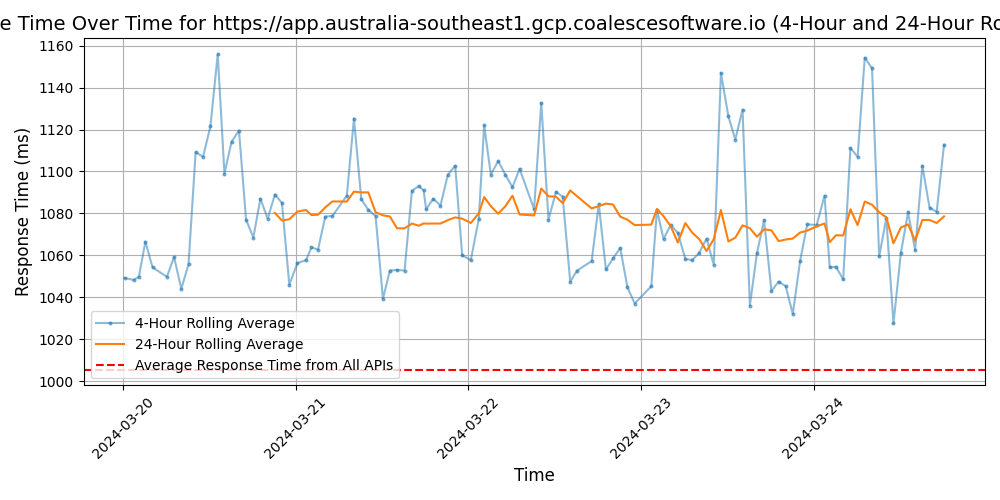 e Time Over Time for https://app.australia-southeast1.gcp.coalescesoftware.io (4-Hour and 24-Hour Ro
1160
1140
1120
1100
1080
1060
1040
1020
1000
Response Time (ms)
4-Hour Rolling Average
24-Hour Rolling Average
Average Response Time from All APIs
2024-03-20
2024-03-21
2024-03-22
2024-03-23
2024-03-24
Time